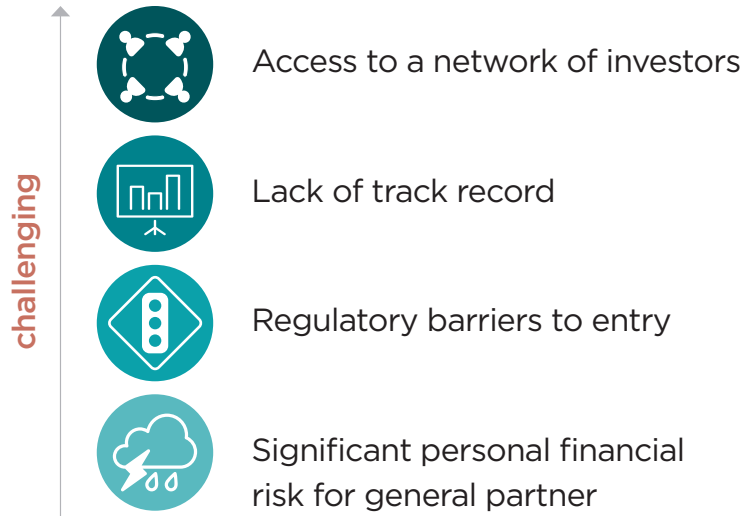 challenging
Access to a network of investors
Lack of track record
Regulatory barriers to entry
Significant personal financial
risk for general partner